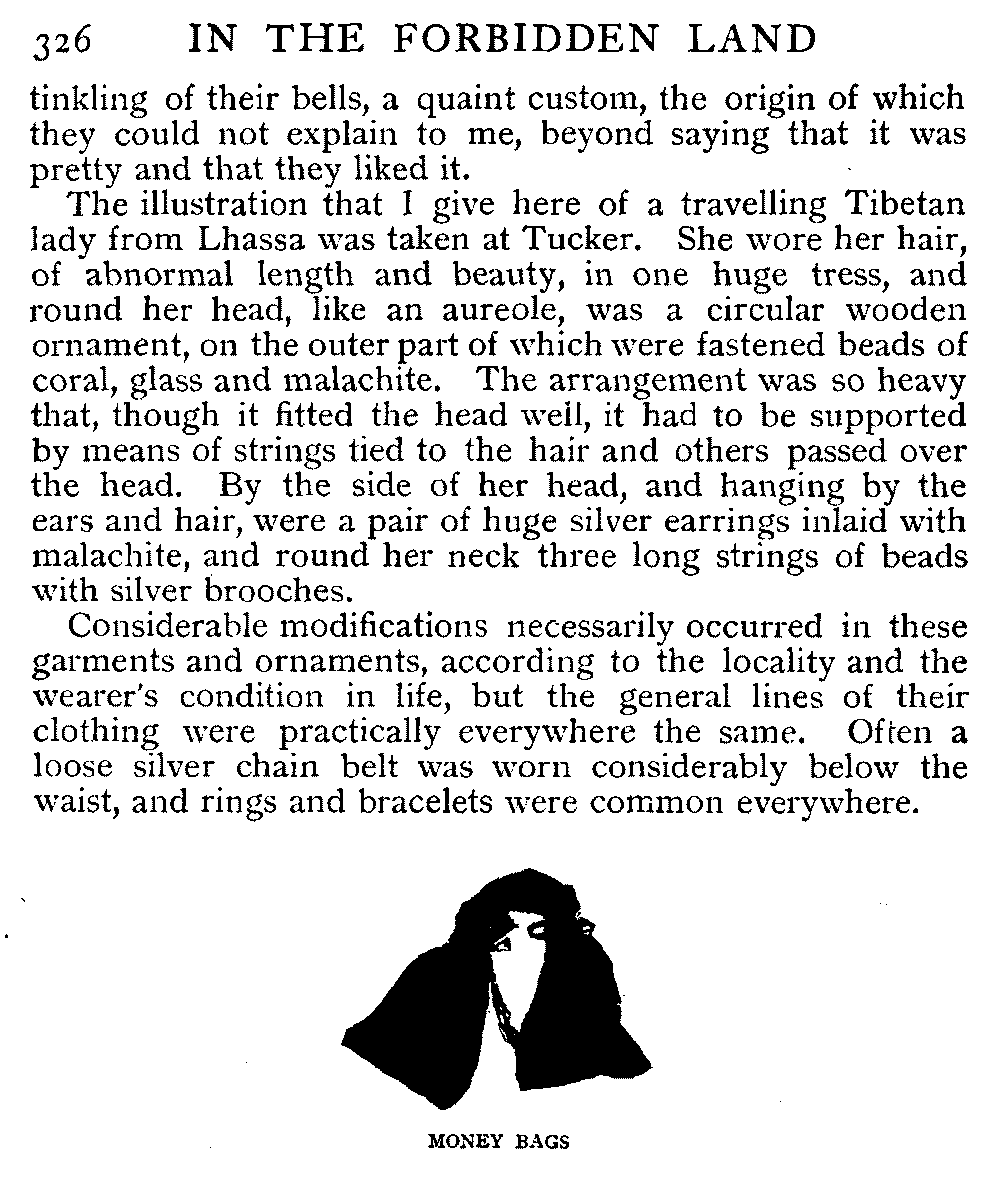 326 IN THE FORBIDDEN LAND
tinkling of their bells, a quaint custom, the origin of which
they could not explain to me, beyond saying that it was
pretty and that they liked it.
The illustration that I give here of a travelling Tibetan
lady from Lhassa was taken at Tucker. She wore her hair,
of abnormal length and beauty, in one huge tress, and
round her head, like an aureole, was a circular wooden
ornament, on the outer part of which were fastened beads of
coral, glass and malachite. The arrangement was so heavy
that, though it fitted the head well, it had to be supported
by means of strings tied to the hair and others passed over
the head. By the side of her head, and hanging by the
ears and hair, were a pair of huge silver earrings inlaid with
malachite, and round her neck three long strings of beads
with silver brooches.
Considerable modifications necessarily occurred in these
garments and ornaments, according to the locality and the
wearer's condition in life, but the general lines of their
clothing were practically everywhere the same. Often a
loose silver chain belt was worn considerably below the
waist, and rings and bracelets were common everywhere.
MONEY BAGS